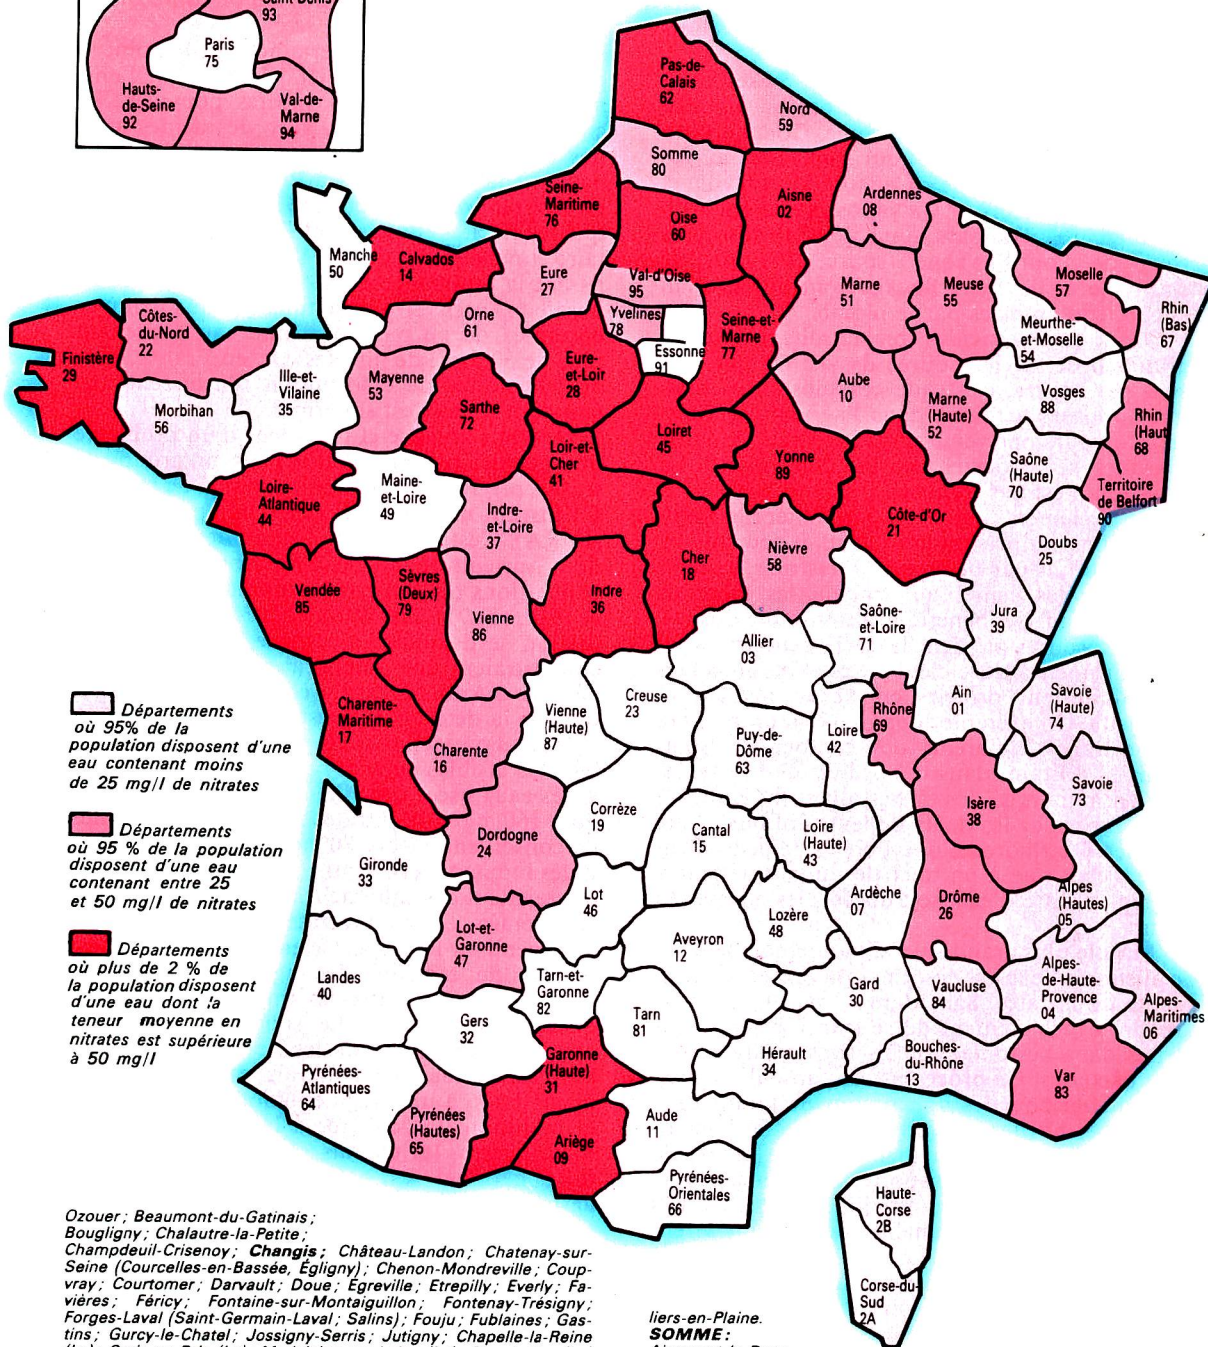 Saint-Denis
93
Paris
75
Hauts-
de-Seine
92
Val-de-
Marne
94
Pas-de-
Calais
62
Nord
59
Somme
80
Seine-
Maritime
76
Oise
60
Aisne
02
Ardennes
08
Manche
50
Calvados
14
Eure
27
Val-d'Oise
95
Yvelines
78
Essonne
91
Seine-et-
Marne
77
Marne
51
Meuse
55
Moselle
57
Meurthe-
et-Moselle
54
Rhin
(Bas)
67
Finistère
29
Côtes-
du-Nord
22
Morbihan
56
Ille-et-
Vilaine
35
Orne
61
Mayenne
53
Sarthe
72
Eure-
et-Loir
28
Loir-et-
Cher
41
Loiret
45
Yonne
89
Aube
10
Marne
(Haute)
52
Vosges
88
Rhin
(Haut
68
Territoire
de Belfort
90
Saône
(Haute)
70
Loire-
Atlantique
44
Maine-
et-Loire
49
Indre-
et-Loire
37
Cher
18
Nièvre
58
Côte-d'Or
21
Doubs
25
Jura
39
Vendée
85
Sèvres
(Deux)
79
Vienne
86
Indre
36
Allier
03
Saône-
et-Loire
71
Charente-
Maritime
17
Charente
16
Vienne
(Haute)
87
Creuse
23
Puy-de-
Dôme
63
Loire
42
Rhône
69
Ain
01
Savoie
(Haute)
74
Savoie
73
Isère
38
Gironde
33
Dordogne
24
Corrèze
19
Cantal
15
Loire
(Haute)
43
Ardèche
07
Drôme
26
Alpes
(Hautes)
05
Landes
40
Lot-et-
Garonne
47
Lot
46
Aveyron
12
Lozère
48
Gard
30
Vaucluse
84
Alpes-
de-Haute-
Provence
04
Alpes-
Maritimes
06
Gers
32
Tarn-et-
Garonne
82
Tarn
81
Hérault
34
Bouches-
du-Rhône
13
Var
83
Pyrénées-
Atlantiques
64
Pyrénées
(Hautes)
65
Garonne
(Haute)
31
Ariège
09
Aude
11
Pyrénées-
Orientales
66
Haute-
Corse
2B
Corse-du-
Sud
2A
Départements
où 95% de la
population disposent d'une
eau contenant moins
de 25 mg/l de nitrates
Départements
où 95 % de la population
disposent d'une eau
contenant entre 25
et 50 mg/l de nitrates
Départements
où plus de 2 % de
la population disposent
d'une eau dont la
teneur moyenne en
nitrates est supérieure
à 50 mg/l
Ozouer ; Beaumont-du-Gatinais ;
Bougligny ; Chalautre-la-Petite ;
Champdeuil-Crisenoy ; Changis ; Château-Landon ; Chatenay-sur-
Seine (Courcelles-en-Bassée, Égligny) ; Chenon-Mondreville ; Coup-
vray ; Courtomer ; Darvault ; Doue ; Egreville ; Etrepilly ; Everly ; Fa-
vières ; Féricy ; Fontaine-sur-Montaiguillon ; Fontenay-Trésigny ;
Forges-Laval (Saint-Germain-Laval ; Salins) ; Fouju ; Fublaines ; Gas-
tins ; Gurcy-le-Chatel ; Jossigny-Serris ; Jutigny ; Chapelle-la-Reine
liers-en-Plaine.
SOMME :